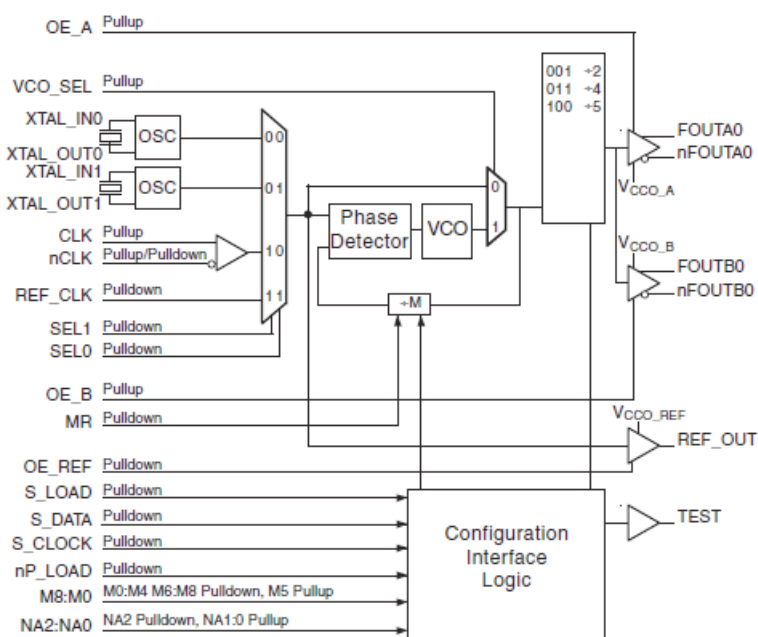 OE_A Pullup
VCO_SEL Pullup
001 ÷2
011 ÷4
100 ÷5
XTAL_IN0
OSC
00
XTAL_OUT0
FOUTA0
nFOUTA0
XTAL_IN1
OSC
01
XTAL_OUT1
0
VCCO_A
Phase
Detector
VCO
1
CLK Pullup
nCLK Pullup/Pulldown
10
VCCO_B
FOUTB0
nFOUTB0
REF_CLK Pulldown
11
÷M
SEL1 Pulldown
SEL0 Pulldown
OE_B Pullup
MR Pulldown
VCCO_REF
REF_OUT
OE_REF Pulldown
S_LOAD Pulldown
S_DATA Pulldown
TEST
S_CLOCK Pulldown
Configuration
Interface
Logic
nP_LOAD Pulldown
M8:M0 M0:M4 M6:M8 Pulldown, M5 Pullup
NA2:NA0 NA2 Pulldown, NA1:0 Pullup